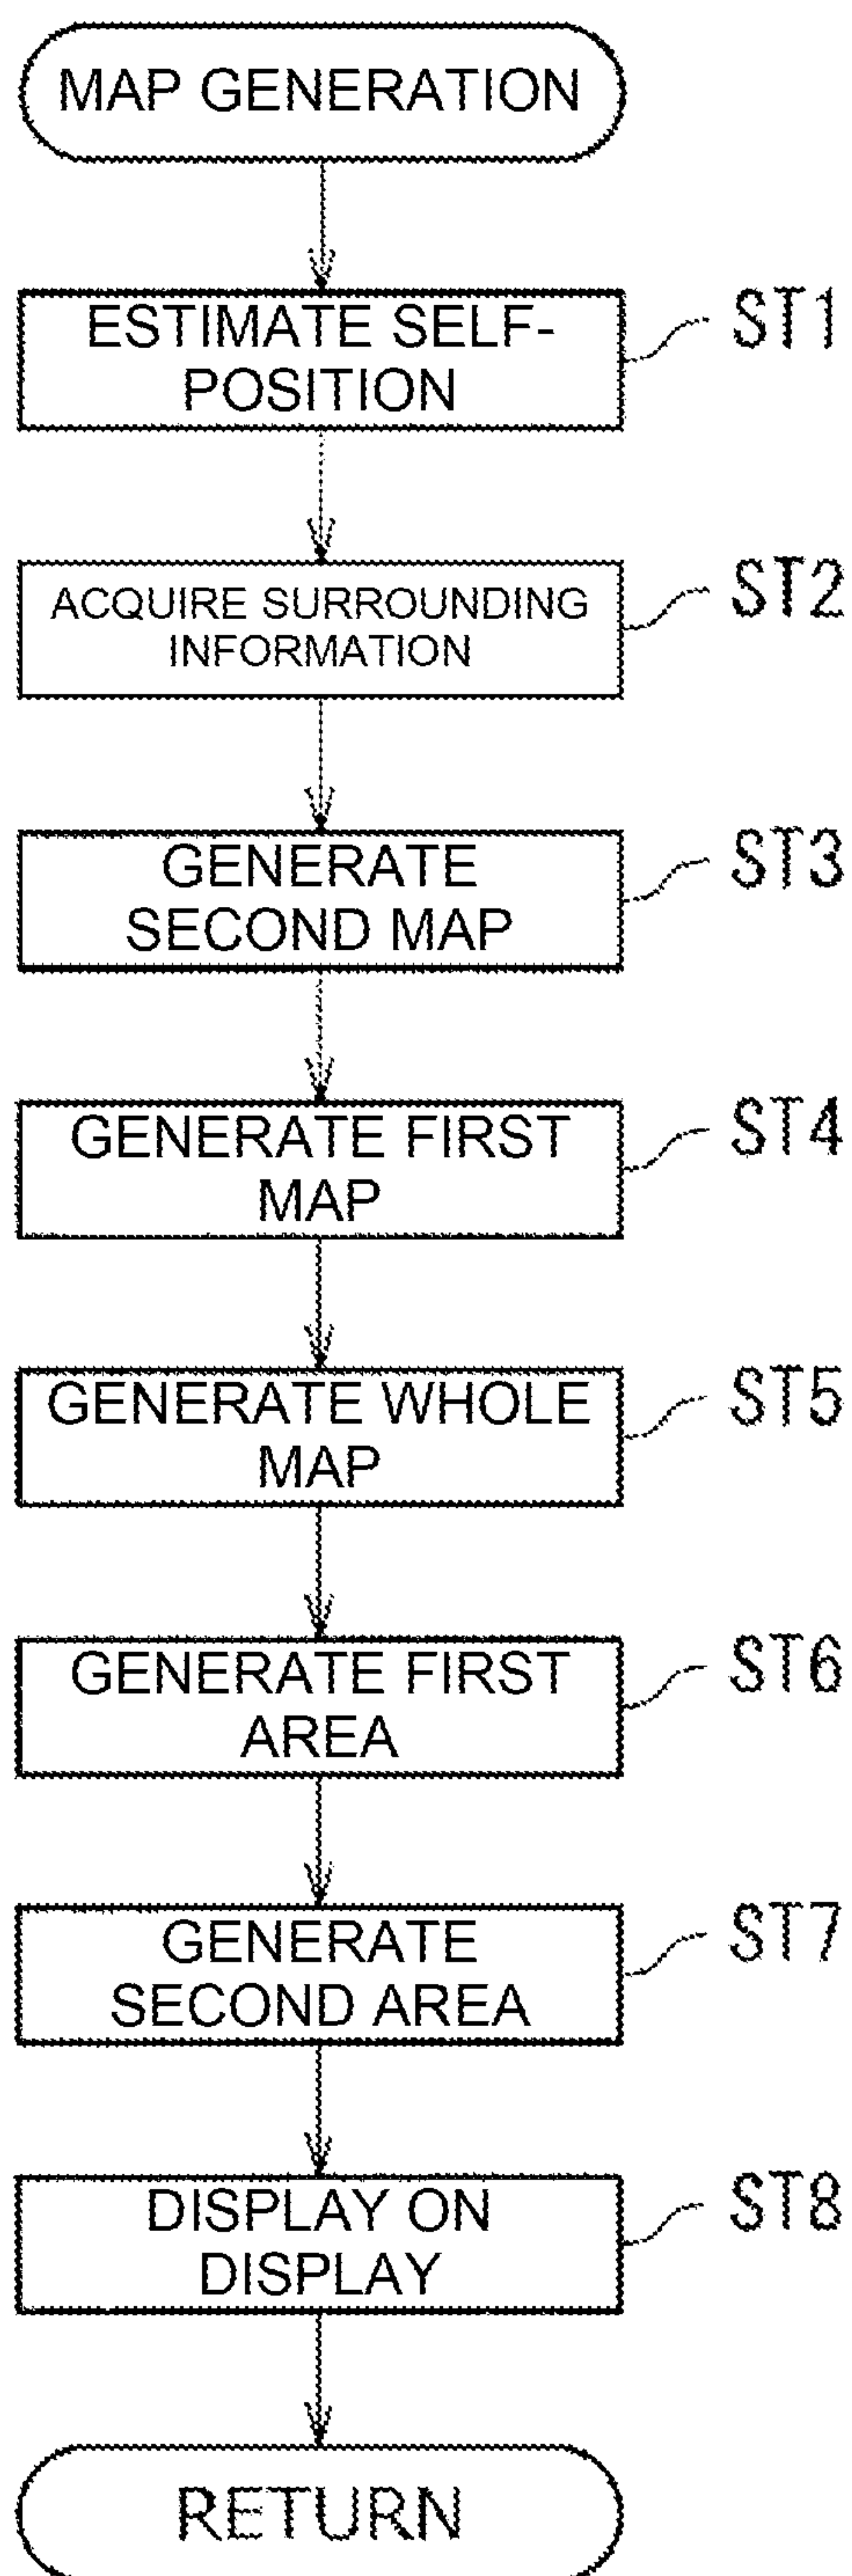 MAP GENERATION
ESTIMATE SELF-
POSITION
ST1
ACQUIRE SURROUNDING
INFORMATION
ST2
GENERATE
SECOND MAP
ST3
GENERATE FIRST
MAP
ST4
GENERATE WHOLE
MAP
ST5
GENERATE FIRST
AREA
ST6
GENERATE
SECOND AREA
ST7
DISPLAY ON
DISPLAY
ST8
RETURN